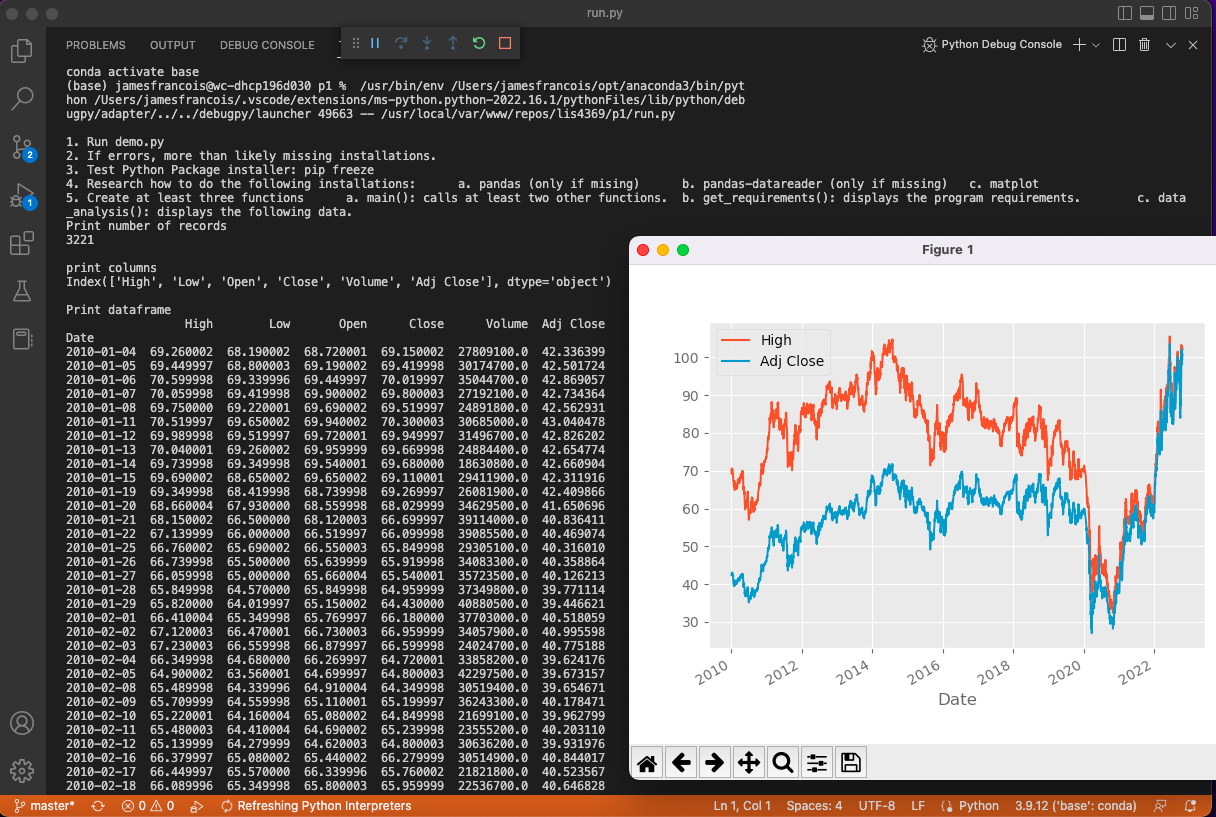 run.py
PROBLEMS OUTPUT DEBUG CONSOLE
Python Debug Console
conda activate base
(base) jamesfrancois@wc-dhcp196d030 p1 % /usr/bin/env /Users/jamesfrancois/opt/anaconda3/bin/pyt
hon /Users/jamesfrancois/.vscode/extensions/ms-python.python-2022.16.1/pythonFiles/lib/python/deb
ugpy/adapter/../../debugpy/launcher 49663 -- /usr/local/var/www/repos/lis4369/p1/run.py
1. Run demo.py
2. If errors, more than likely missing installations.
3. Test Python Package installer: pip freeze
4. Research how to do the following installations: a. pandas (only if mising) b. pandas-datareader (only if missing) c. matplot
5. Create at least three functions a. main(): calls at least two other functions. b. get_requirements(): displays the program requirements. c. data
_analysis(): displays the following data.
Print number of records
3221
print columns
Index(['High', 'Low', 'Open', 'Close', 'Volume', 'Adj Close'], dtype='object')
Print dataframe
High Low Open Close Volume Adj Close
Date
2010-01-04 69.260002 68.190002 68.720001 69.150002 27809100.0 42.336399
2010-01-05 69.449997 68.800003 69.190002 69.419998 30174700.0 42.501724
2010-01-06 70.599998 69.339996 69.449997 70.019997 35044700.0 42.869057
2010-01-07 70.059998 69.419998 69.900002 69.800003 27192100.0 42.734364
2010-01-08 69.750000 69.220001 69.690002 69.519997 24891800.0 42.562931
2010-01-11 70.519997 69.650002 69.940002 70.300003 30685000.0 43.040478
2010-01-12 69.989998 69.519997 69.720001 69.949997 31496700.0 42.826202
2010-01-13 70.040001 69.260002 69.959999 69.669998 24884400.0 42.654774
2010-01-14 69.739998 69.349998 69.540001 69.680000 18630800.0 42.660904
2010-01-15 69.699997 68.699997 69.650002 69.110001 29411900.0 42.311916
2010-01-19 69.349998 68.419998 68.739998 69.269997 26081900.0 42.409866
2010-01-20 68.660004 67.930000 68.559998 68.029999 34629500.0 41.650696
2010-01-21 68.150002 66.500000 68.120003 66.699997 39114000.0 40.836411
2010-01-22 67.139999 66.000000 66.519997 66.099998 39085500.0 40.469074
2010-01-25 66.760002 65.690002 66.550003 65.849998 29305100.0 40.316010
2010-01-26 66.739998 65.500000 65.639999 65.919998 34083300.0 40.358864
2010-01-27 66.059998 65.000000 65.660004 65.540001 35723500.0 40.126213
2010-01-28 65.849998 64.570000 65.849998 64.959999 37349800.0 39.771114
2010-01-29 65.820000 64.019997 65.150002 64.430000 40880500.0 39.446621
2010-02-01 66.410004 65.349998 65.769997 66.180000 37703000.0 40.518059
2010-02-02 67.120003 66.470001 66.730003 66.959999 34057900.0 40.995598
2010-02-03 67.230003 66.559998 66.879997 66.599998 24024700.0 40.775188
2010-02-04 66.349998 64.680000 66.269997 64.720001 33858200.0 39.624176
2010-02-05 64.900002 63.560001 64.699997 64.800003 42297500.0 39.673157
2010-02-08 65.489998 64.339996 64.910004 64.349998 30519400.0 39.654671
2010-02-09 65.709999 64.539998 65.110001 65.199997 36243300.0 40.178471
2010-02-10 65.220001 64.160004 65.080002 64.849998 21699100.0 39.962799
2010-02-11 65.480003 64.410004 64.690002 65.239998 23555200.0 40.203110
2010-02-12 65.139999 64.279999 64.620003 64.800003 30636200.0 39.931976
2010-02-16 66.379997 65.080002 65.440002 66.279999 30514900.0 40.844017
2010-02-17 66.449997 65.570000 66.339996 65.760002 21821800.0 40.523567
2010-02-18 66.089996 65.349998 65.800003 65.959999 22536700.0 40.646828
Figure 1
High
Adj Close
100
90
80
70
60
50
40
30
2010 2012 2014 2016 2018 2020 2022
Date
2
1
master* 0 0 Refreshing Python Interpreters Ln 1, Col 1 Spaces: 4 UTF-8 LF Python 3.9.12 ('base': conda)